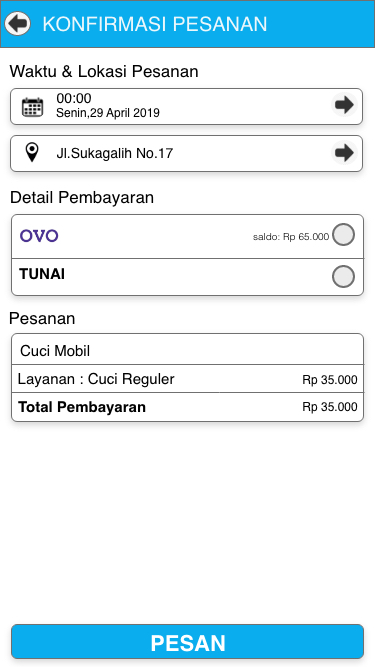 KONFIRMASI PESANAN
Waktu & Lokasi Pesanan
00:00
Senin,29 April 2019
Jl.Sukagalih No.17
Detail Pembayaran
OVO saldo: Rp 65.000
TUNAI
Pesanan
Cuci Mobil
Layanan : Cuci Reguler Rp 35.000
Total Pembayaran Rp 35.000
PESAN